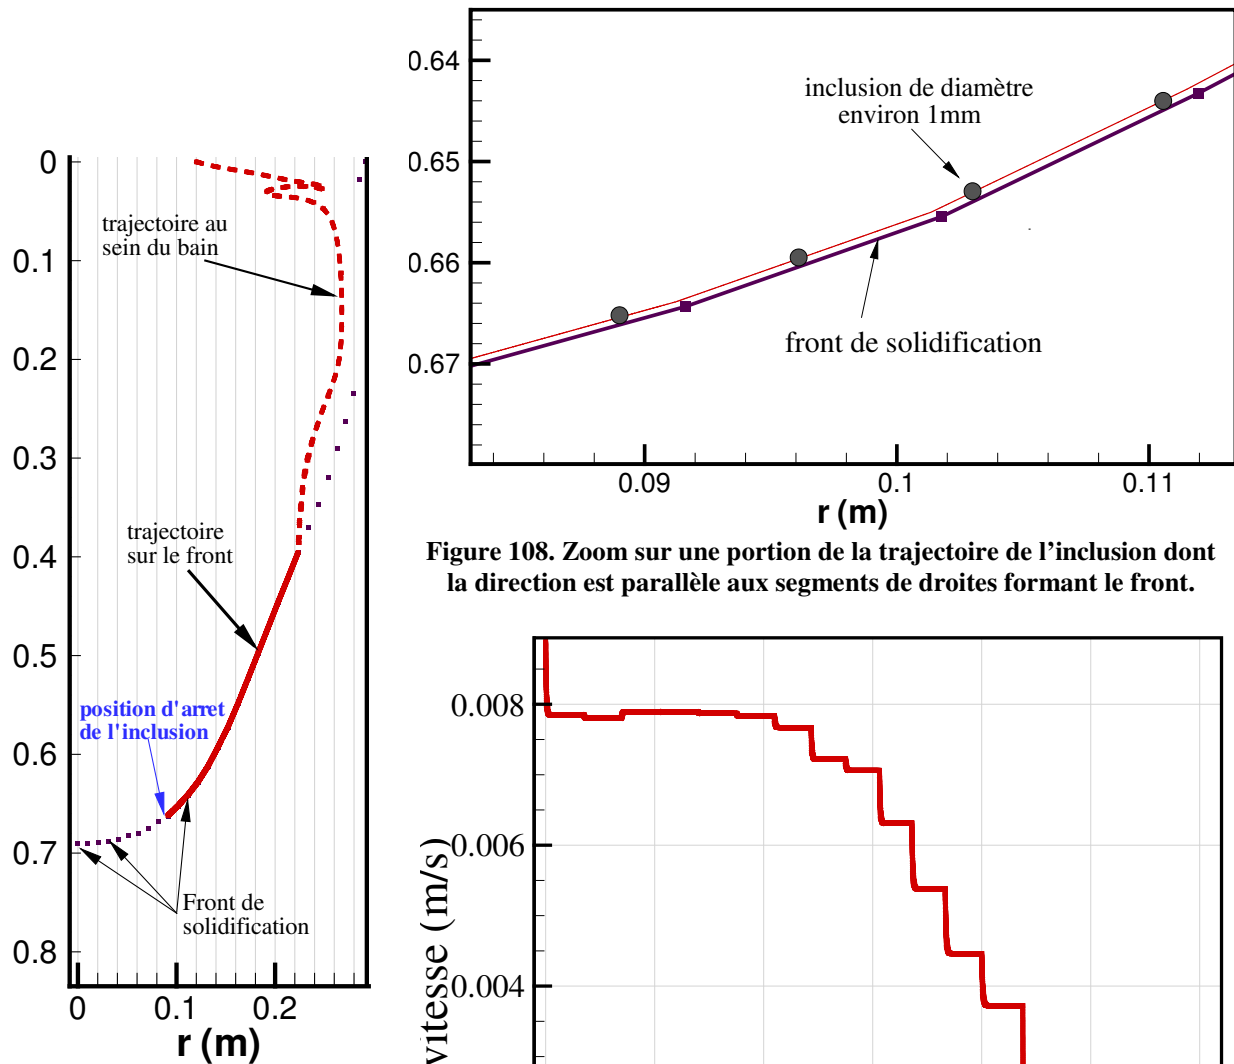 0
0.1
0.2
0.3
0.4
0.5
0.6
0.7
0.8
trajectoire au
sein du bain
trajectoire
sur le front
position d'arret
de l'inclusion
Front de
solidification
0
0.1
0.2
r (m)
0.64
0.65
0.66
0.67
inclusion de diamètre
environ 1mm
front de solidification
0.09
0.1
0.11
r (m)
Figure 108. Zoom sur une portion de la trajectoire de l’inclusion dont
la direction est parallèle aux segments de droites formant le front.
0.008
0.006
0.004
vitesse (m/s)